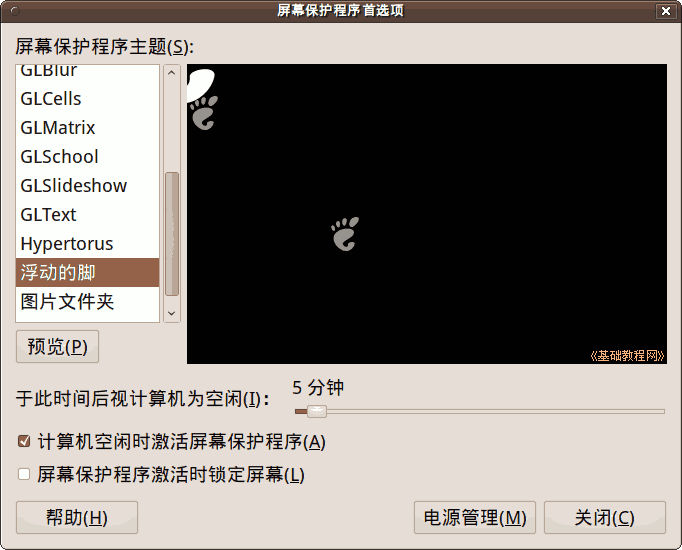 屏幕保护程序首选项
屏幕保护程序主题(S):
GLBlur
GLCells
GLMatrix
GLSchool
GLSlideshow
GLText
Hypertorus
浮动的脚
图片文件夹
《基础教程网》
预览(P)
5 分钟
于此时间后视计算机为空闲(I):
计算机空闲时激活屏幕保护程序(A)
屏幕保护程序激活时锁定屏幕(L)
帮助(H)
电源管理(M)
关闭(C)